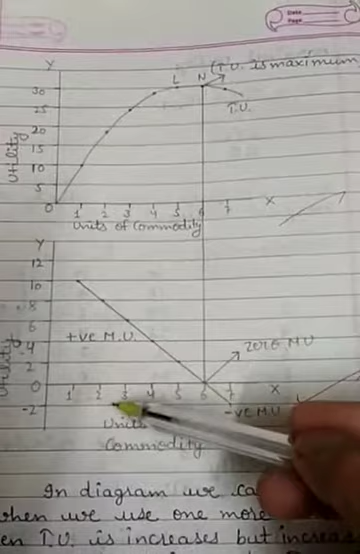 Date
Page
Y
(T.U. is maximum
L N
30
25
T.U.
20
15
10
5
0 1 2 3 4 5 6 7 X
Utility
Units of Commodity
Y
12
10
8
6
+ve M.U.
4
zero M.U
2
0 1 2 3 4 5 6 7 X
-2
Utility
-ve M.U
Units
Commodity
In diagram we ca
when we use one more
en T.U. is increases but increas